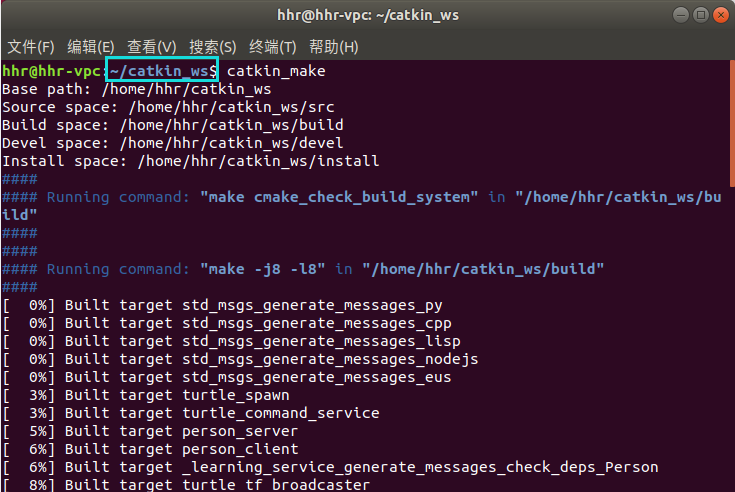 hhr@hhr-vpc: ~/catkin_ws
文件(F) 编辑(E) 查看(V) 搜索(S) 终端(T) 帮助(H)
hhr@hhr-vpc:~/catkin_ws$ catkin_make
Base path: /home/hhr/catkin_ws
Source space: /home/hhr/catkin_ws/src
Build space: /home/hhr/catkin_ws/build
Devel space: /home/hhr/catkin_ws/devel
Install space: /home/hhr/catkin_ws/install
####
#### Running command: "make cmake_check_build_system" in "/home/hhr/catkin_ws/bu
ild"
####
####
#### Running command: "make -j8 -l8" in "/home/hhr/catkin_ws/build"
####
[  0%] Built target std_msgs_generate_messages_py
[  0%] Built target std_msgs_generate_messages_cpp
[  0%] Built target std_msgs_generate_messages_lisp
[  0%] Built target std_msgs_generate_messages_nodejs
[  0%] Built target std_msgs_generate_messages_eus
[  3%] Built target turtle_spawn
[  3%] Built target turtle_command_service
[  5%] Built target person_server
[  6%] Built target person_client
[  6%] Built target _learning_service_generate_messages_check_deps_Person
[  8%] Built target turtle_tf_broadcaster